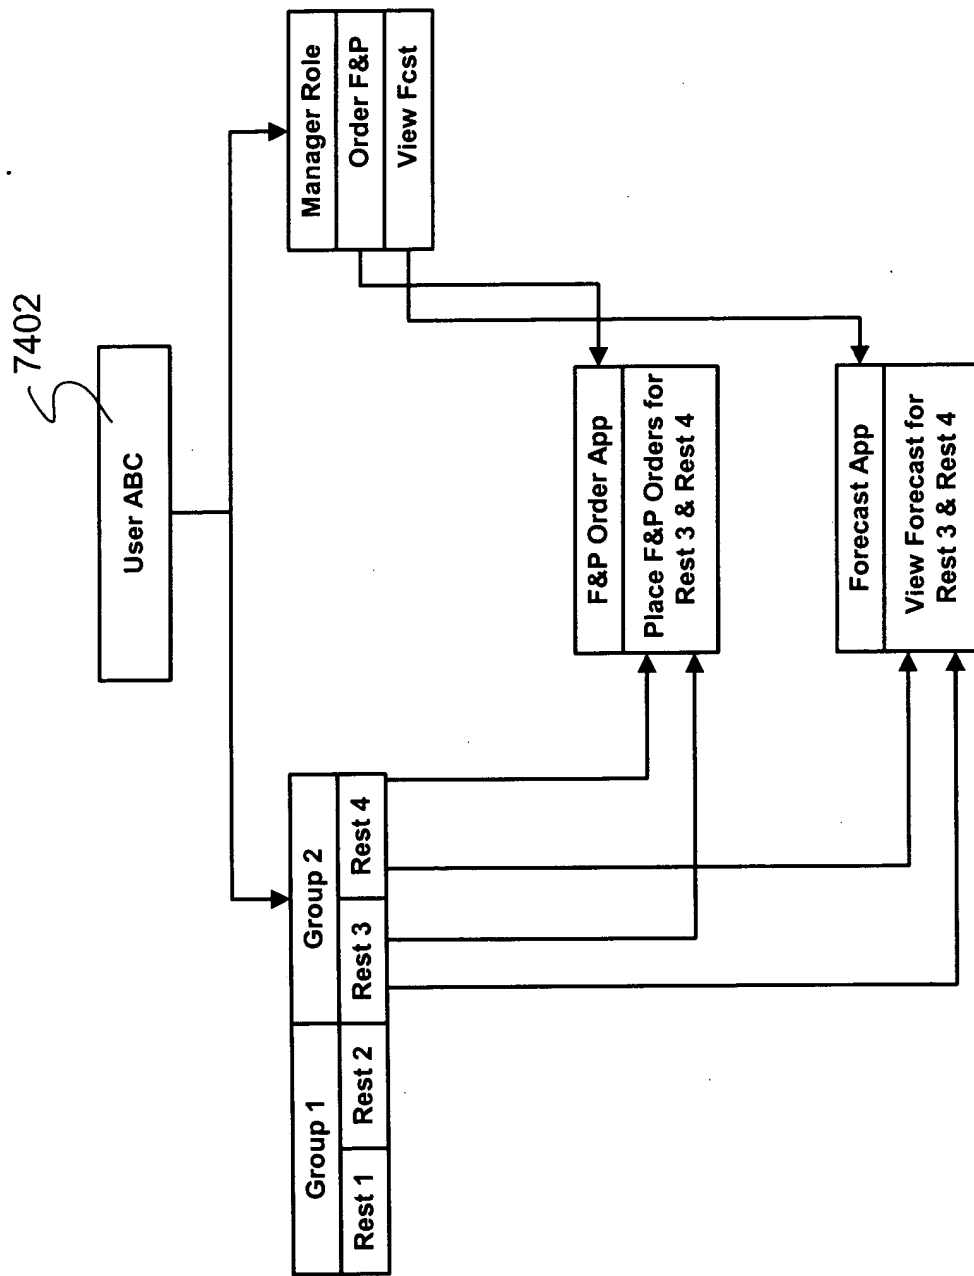 7402
User ABC
Group 1
Group 2
Rest 1
Rest 2
Rest 3
Rest 4
Manager Role
Order F&P
View Fcst
F&P Order App
Place F&P Orders for
Rest 3 & Rest 4
Forecast App
View Forecast for
Rest 3 & Rest 4